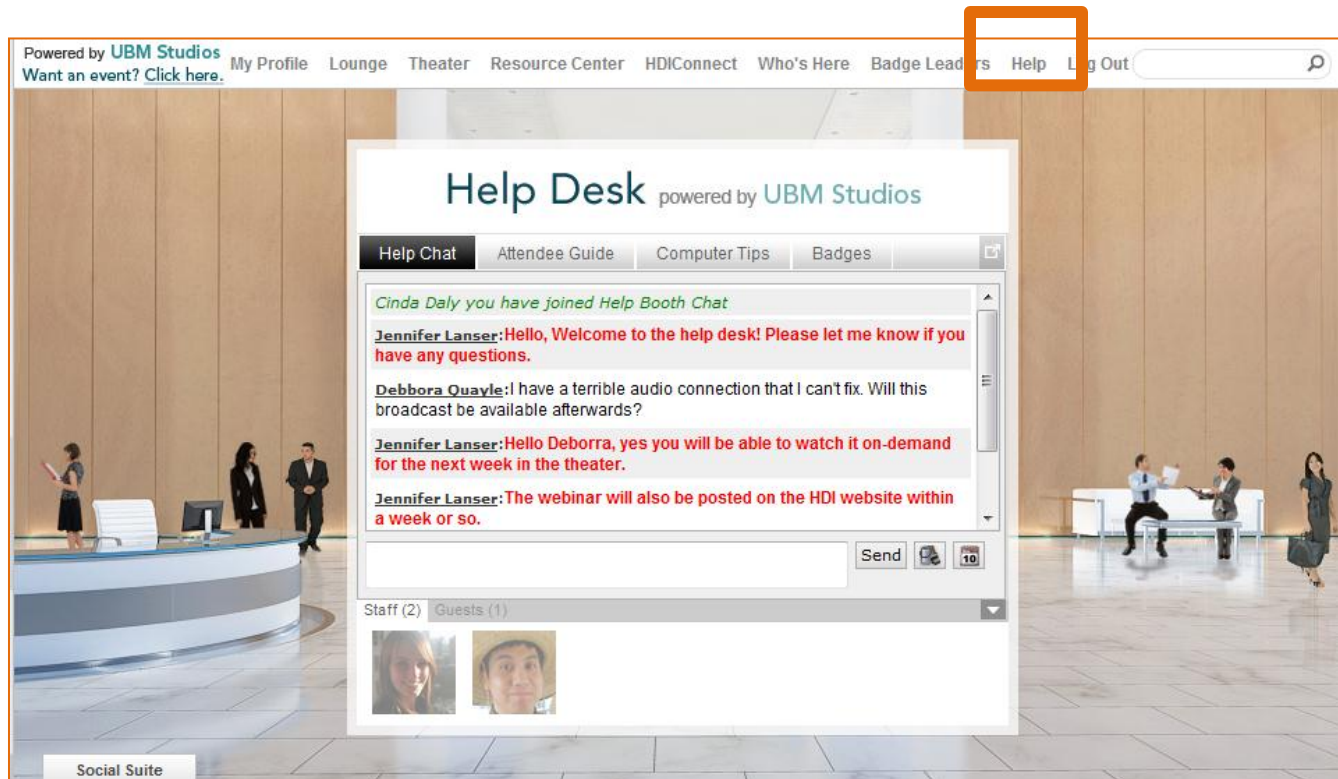 Powered by UBM Studios
Want an event? Click here.
My Profile Lounge Theater Resource Center HDIConnect Who's Here Badge Leaders Help Log Out
Help Desk powered by UBM Studios
Help Chat Attendee Guide Computer Tips Badges
Cinda Daly you have joined Help Booth Chat
Jennifer Lanser:Hello, Welcome to the help desk! Please let me know if you
have any questions.
Debbora Quayle:I have a terrible audio connection that I can't fix. Will this
broadcast be available afterwards?
Jennifer Lanser:Hello Deborra, yes you will be able to watch it on-demand
for the next week in the theater.
Jennifer Lanser:The webinar will also be posted on the HDI website within
a week or so.
Send 10
Staff (2) Guests (1)
Social Suite